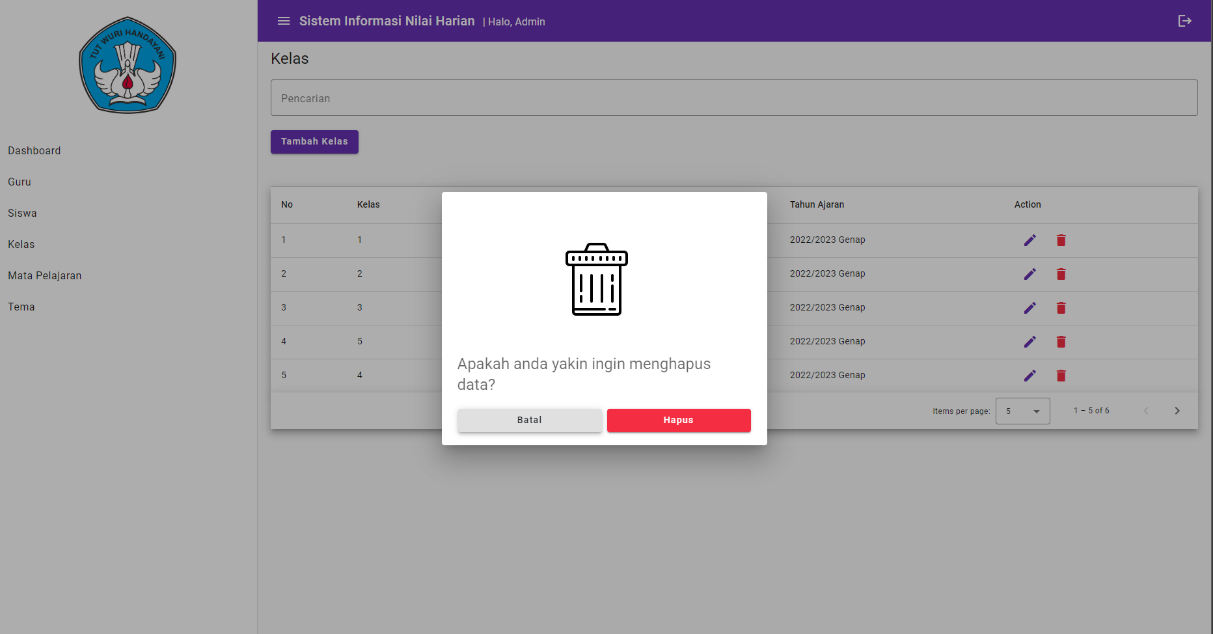 TUT WURI HANDAYANI
Sistem Informasi Nilai Harian | Halo, Admin
Dashboard
Guru
Siswa
Kelas
Mata Pelajaran
Tema
Kelas
Pencarian
Tambah Kelas
No Kelas Tahun Ajaran Action
1 1 2022/2023 Genap
2 2 2022/2023 Genap
3 3 2022/2023 Genap
4 5 2022/2023 Genap
5 4 2022/2023 Genap
Items per page: 5 1 – 5 of 6
Apakah anda yakin ingin menghapus
data?
Batal Hapus